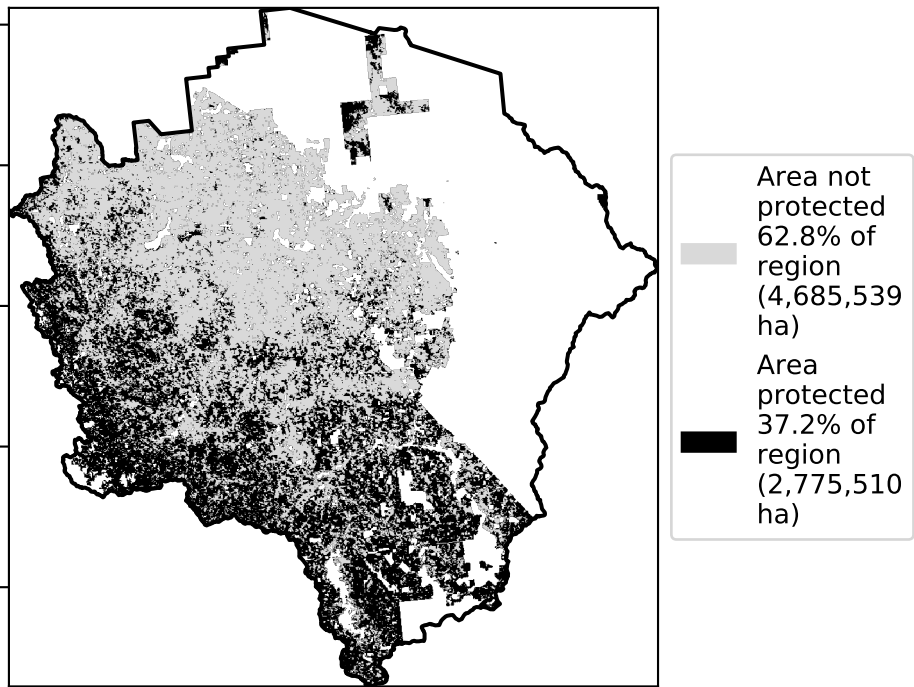 Area not
protected
62.8% of
region
(4,685,539
ha)
Area
protected
37.2% of
region
(2,775,510
ha)